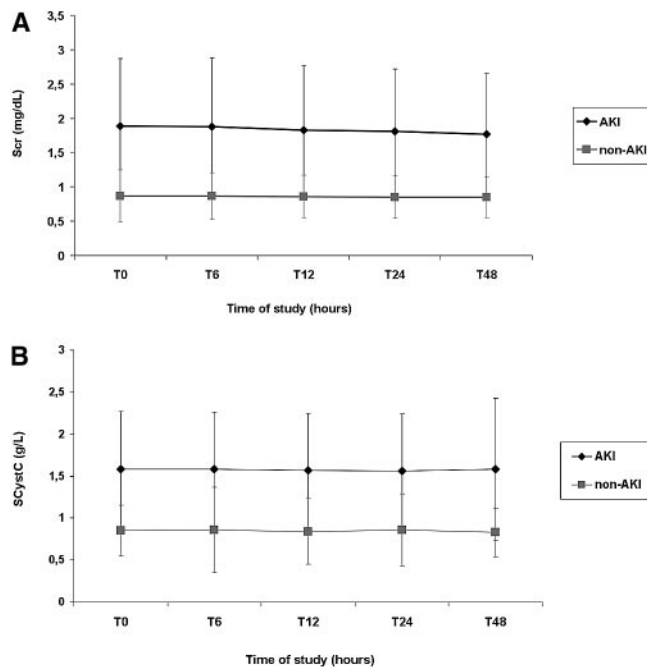 A
3,5
3
2,5
2
1,5
1
0,5
0
Scr (mg/dL)
T0 T6 T12 T24 T48
Time of study (hours)
AKI
non-AKI
B
3
2,5
2
1,5
1
0,5
0
SCystC (g/L)
T0 T6 T12 T24 T48
Time of study (hours)
AKI
non-AKI